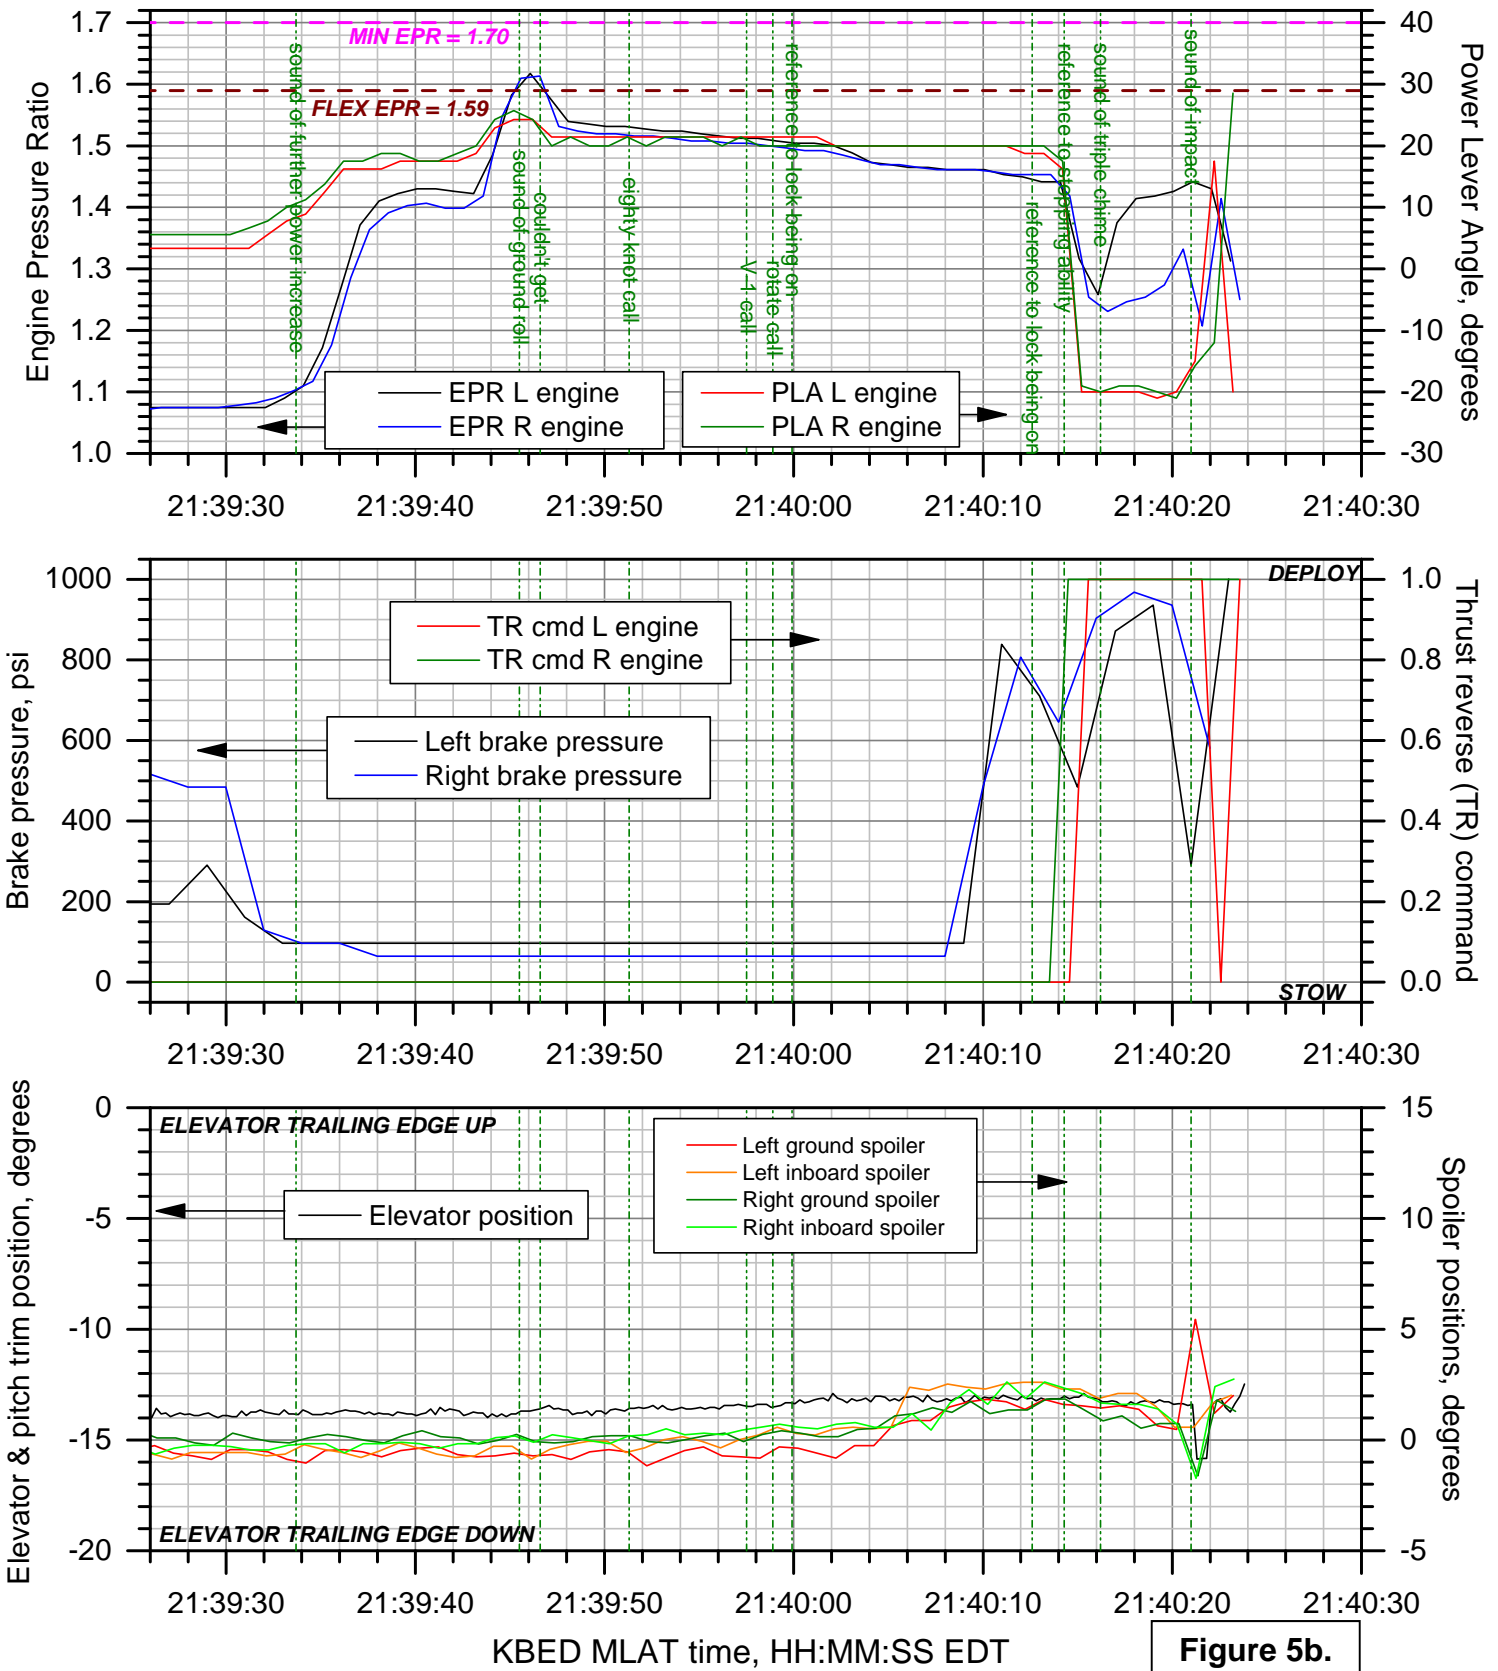 1.7
1.6
1.5
1.4
1.3
1.2
1.1
1.0
Engine Pressure Ratio
40
30
20
10
0
-10
-20
-30
Power Lever Angle, degrees
MIN EPR = 1.70
FLEX EPR = 1.59
sound of further power increase
sound of ground roll
couldn't get
eighty knot call
V-1 call
rotate call
reference to lock being on
reference to lock being on
reference to stopping ability
sound of triple chime
sound of impact
EPR L engine
EPR R engine
PLA L engine
PLA R engine
21:39:30 21:39:40 21:39:50 21:40:00 21:40:10 21:40:20 21:40:30
1000
800
600
400
200
0
Brake pressure, psi
1.0
0.8
0.6
0.4
0.2
0.0
Thrust reverse (TR) command
DEPLOY
TR cmd L engine
TR cmd R engine
Left brake pressure
Right brake pressure
STOW
21:39:30 21:39:40 21:39:50 21:40:00 21:40:10 21:40:20 21:40:30
0
-5
-10
-15
-20
Elevator & pitch trim position, degrees
15
10
5
0
-5
Spoiler positions, degrees
ELEVATOR TRAILING EDGE UP
Elevator position
Left ground spoiler
Left inboard spoiler
Right ground spoiler
Right inboard spoiler
ELEVATOR TRAILING EDGE DOWN
21:39:30 21:39:40 21:39:50 21:40:00 21:40:10 21:40:20 21:40:30
KBED MLAT time, HH:MM:SS EDT
Figure 5b.